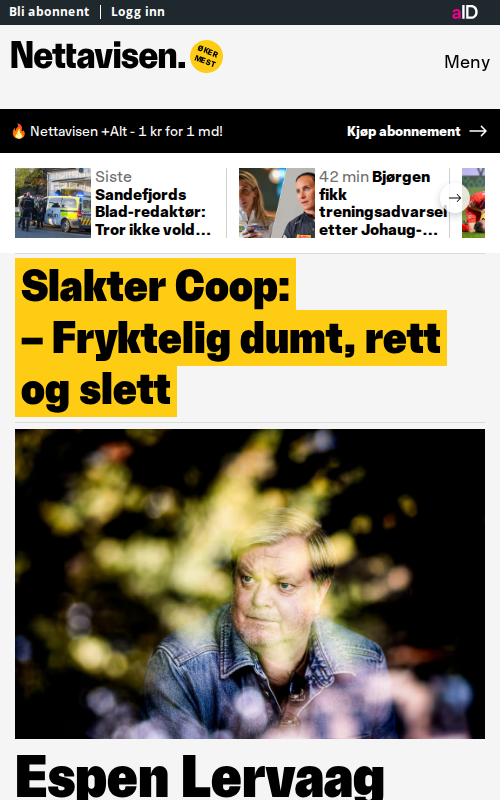 Bli abonnent
Logg inn
aID
Nettavisen.
ØKER
MEST
Meny
🔥 Nettavisen +Alt - 1 kr for 1 md!
Kjøp abonnement →
Siste
Sandefjords
Blad-redaktør:
Tror ikke vold...
42 min Bjørgen
fikk
treningsadvarsel
etter Johaug-...
Slakter Coop:
– Fryktelig dumt, rett
og slett
Espen Lervaag